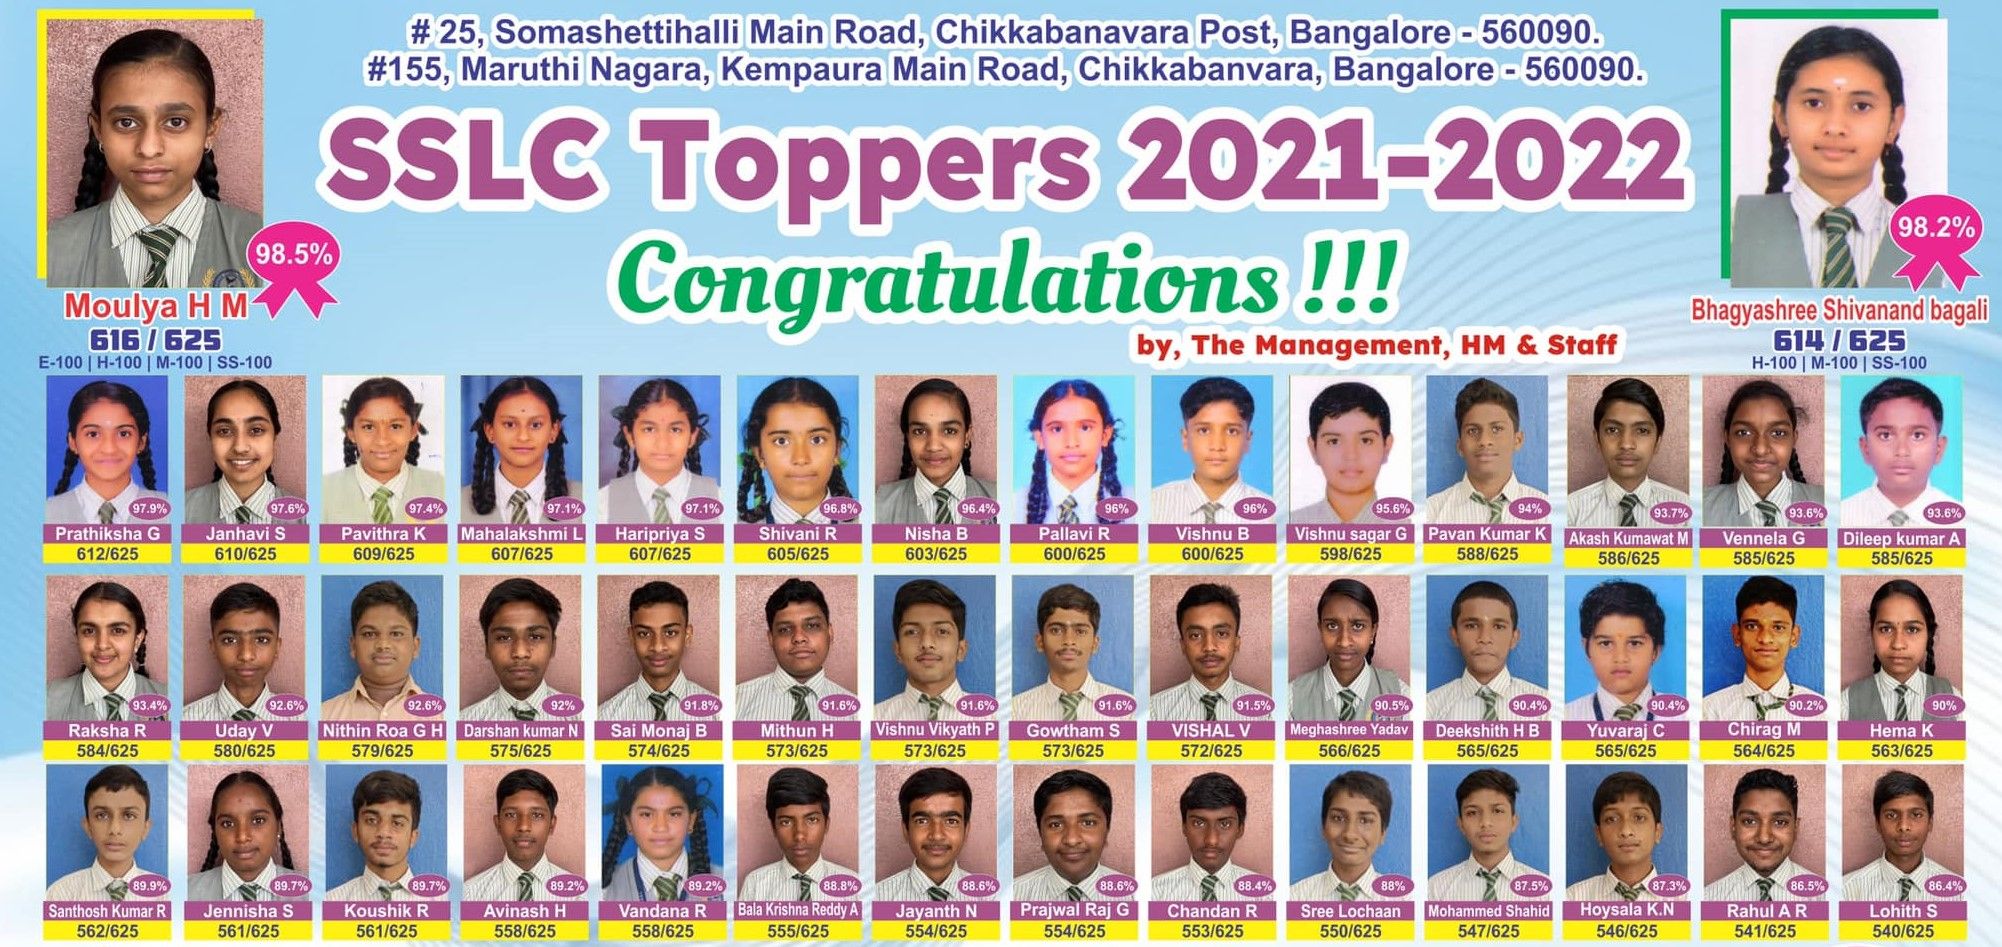 # 25, Somashettihalli Main Road, Chikkabanavara Post, Bangalore - 560090.
#155, Maruthi Nagara, Kempaura Main Road, Chikkabanvara, Bangalore - 560090.
SSLC Toppers 2021-2022
Congratulations !!!
by, The Management, HM & Staff
98.5%
Moulya H M
616 / 625
E-100 | H-100 | M-100 | SS-100
98.2%
Bhagyashree Shivanand bagali
614 / 625
H-100 | M-100 | SS-100
97.9% 97.6% 97.4% 97.1% 97.1% 96.8% 96.4% 96% 96% 95.6% 94% 93.7% 93.6% 93.6%
Prathiksha G Janhavi S Pavithra K Mahalakshmi L Haripriya S Shivani R Nisha B Pallavi R Vishnu B Vishnu sagar G Pavan Kumar K Akash Kumawat M Vennela G Dileep kumar A
612/625 610/625 609/625 607/625 607/625 605/625 603/625 600/625 600/625 598/625 588/625 586/625 585/625 585/625
93.4% 92.6% 92.6% 92% 91.8% 91.6% 91.6% 91.6% 91.5% 90.5% 90.4% 90.4% 90.2% 90%
Raksha R Uday V Nithin Roa G H Darshan kumar N Sai Monaj B Mithun H Vishnu Vikyath P Gowtham S VISHAL V Meghashree Yadav Deekshith H B Yuvaraj C Chirag M Hema K
584/625 580/625 579/625 575/625 574/625 573/625 573/625 573/625 572/625 566/625 565/625 565/625 564/625 563/625
89.9% 89.7% 89.7% 89.2% 89.2% 88.8% 88.6% 88.6% 88.4% 88% 87.5% 87.3% 86.5% 86.4%
Santhosh Kumar R Jennisha S Koushik R Avinash H Vandana R Bala Krishna Reddy A Jayanth N Prajwal Raj G Chandan R Sree Lochaan Mohammed Shahid Hoysala K.N Rahul A R Lohith S
562/625 561/625 561/625 558/625 558/625 555/625 554/625 554/625 553/625 550/625 547/625 546/625 541/625 540/625